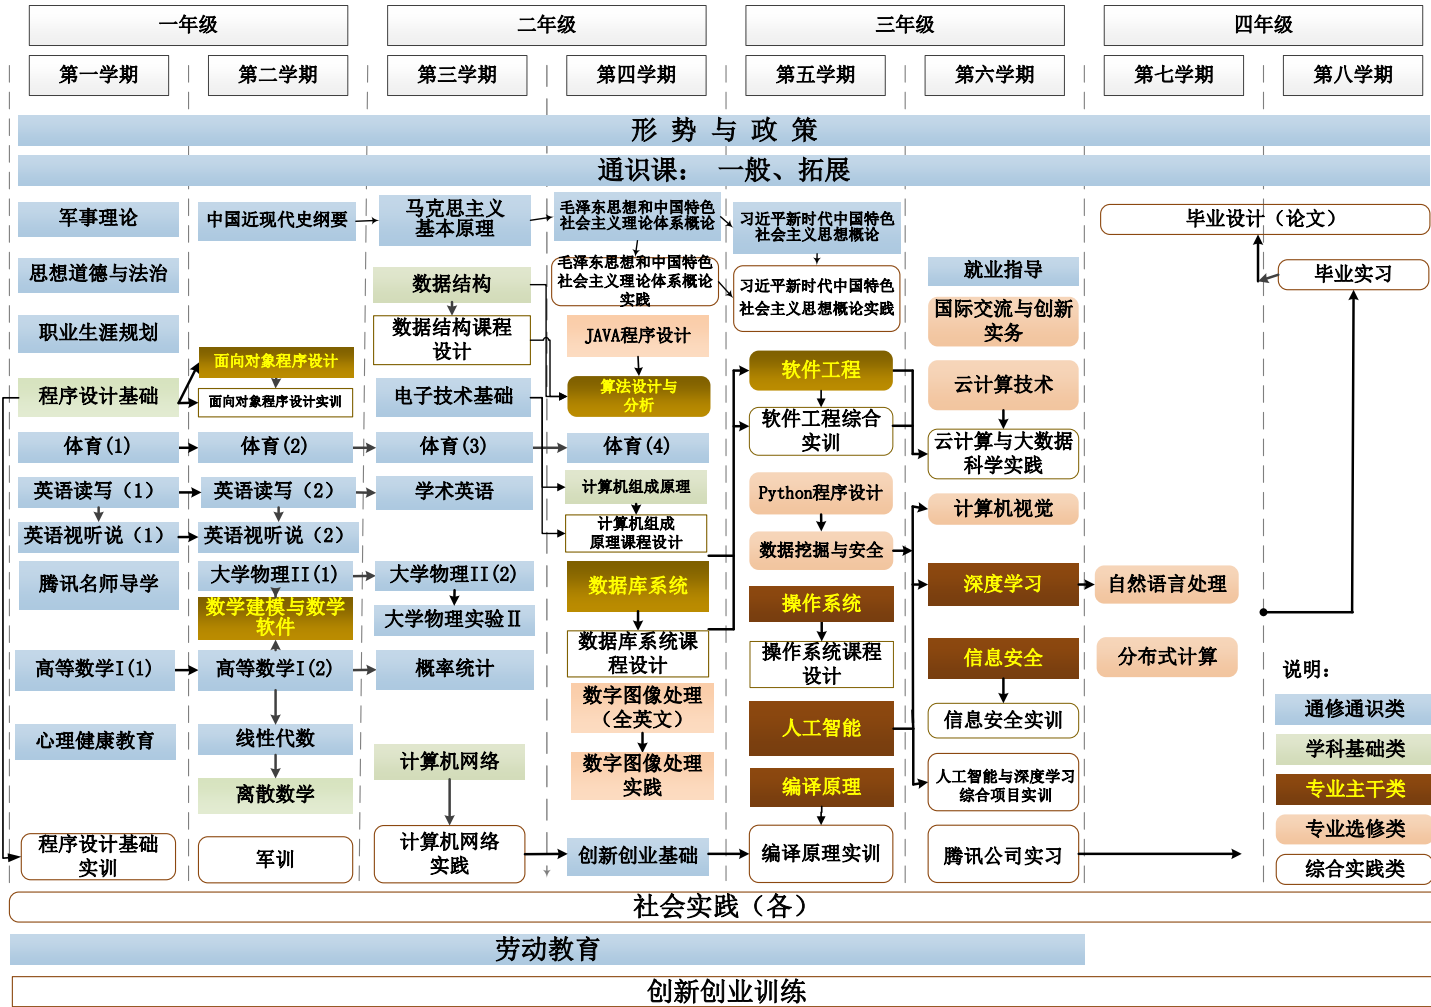 一年级
二年级
三年级
四年级
第一学期
第二学期
第三学期
第四学期
第五学期
第六学期
第七学期
第八学期
形 势 与 政 策
通识课： 一般、拓展
军事理论
思想道德与法治
职业生涯规划
程序设计基础
体育(1)
英语读写（1）
英语视听说（1）
腾讯名师导学
高等数学I(1)
心理健康教育
程序设计基础
实训
中国近现代史纲要
面向对象程序设计
面向对象程序设计实训
体育(2)
英语读写（2）
英语视听说（2）
大学物理II(1)
数学建模与数学
软件
高等数学I(2)
线性代数
离散数学
军训
马克思主义
基本原理
数据结构
数据结构课程
设计
电子技术基础
体育(3)
学术英语
大学物理II(2)
大学物理实验Ⅱ
概率统计
计算机网络
计算机网络
实践
毛泽东思想和中国特色
社会主义理论体系概论
毛泽东思想和中国特色
社会主义理论体系概论
实践
JAVA程序设计
算法设计与
分析
体育(4)
计算机组成原理
计算机组成
原理课程设计
数据库系统
数据库系统课
程设计
数字图像处理
（全英文）
数字图像处理
实践
创新创业基础
习近平新时代中国特色
社会主义思想概论
习近平新时代中国特色
社会主义思想概论实践
软件工程
软件工程综合
实训
Python程序设计
数据挖掘与安全
操作系统
操作系统课程
设计
人工智能
编译原理
编译原理实训
就业指导
国际交流与创新
实务
云计算技术
云计算与大数据
科学实践
计算机视觉
深度学习
信息安全
信息安全实训
人工智能与深度学习
综合项目实训
腾讯公司实习
毕业设计（论文）
毕业实习
自然语言处理
分布式计算
说明：
通修通识类
学科基础类
专业主干类
专业选修类
综合实践类
社会实践（各）
劳动教育
创新创业训练